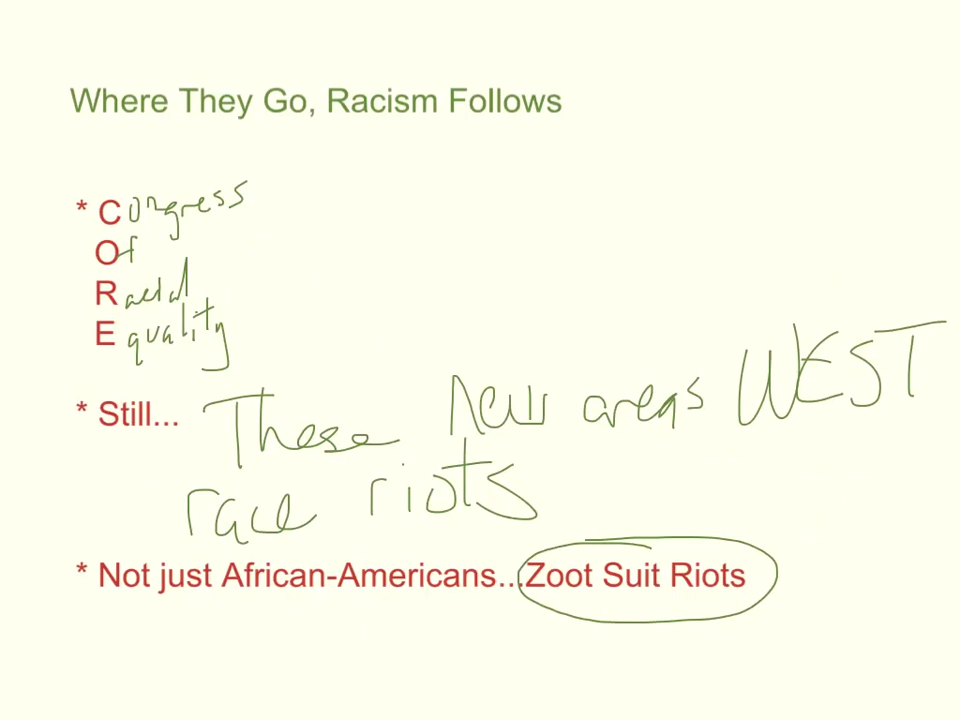 Where They Go, Racism Follows
* Congress
Of
Racial
Equality
* Still... These New areas WEST
race riots
* Not just African-Americans...Zoot Suit Riots